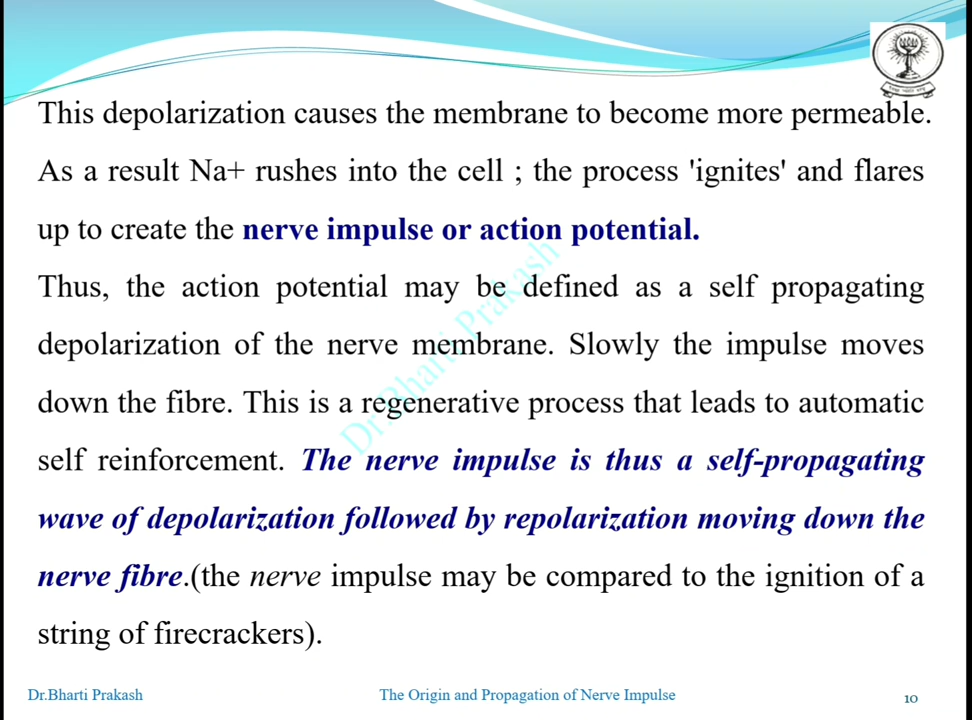 This depolarization causes the membrane to become more permeable.
As a result Na+ rushes into the cell ; the process 'ignites' and flares
up to create the nerve impulse or action potential.
Thus, the action potential may be defined as a self propagating
depolarization of the nerve membrane. Slowly the impulse moves
down the fibre. This is a regenerative process that leads to automatic
self reinforcement. The nerve impulse is thus a self-propagating
wave of depolarization followed by repolarization moving down the
nerve fibre.(the nerve impulse may be compared to the ignition of a
string of firecrackers).
Dr.Bharti Prakash
Dr.Bharti Prakash
The Origin and Propagation of Nerve Impulse
10